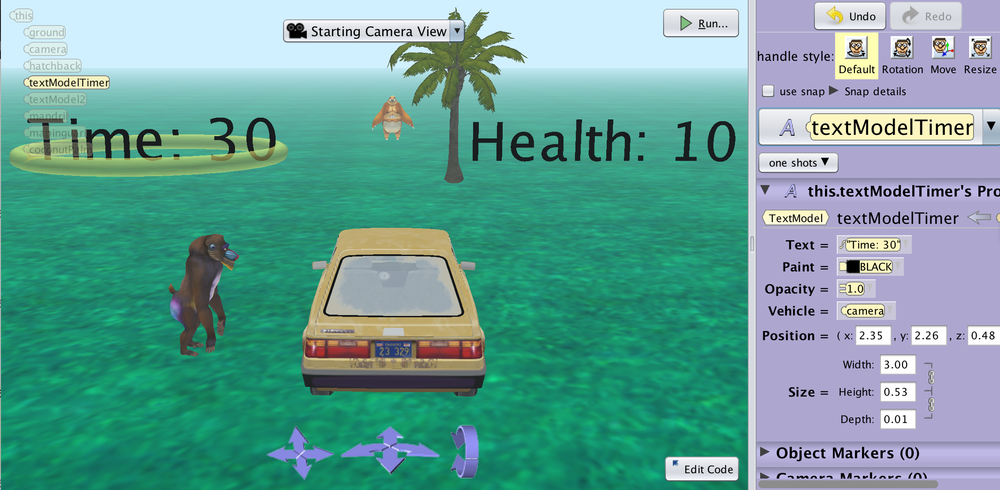 this
ground
camera
hatchback
textModelTimer
textModel2
mandril
mapinguari
coconutPalm
Starting Camera View
Run...
Time: 30
Health: 10
23 329
Edit Code
Undo
Redo
handle style:
Default
Rotation
Move
Resize
use snap
Snap details
textModelTimer
one shots
this.textModelTimer's Pro
TextModel
textModelTimer
Text = "Time: 30"
Paint = BLACK
Opacity = 1.0
Vehicle = camera
Position = ( x: 2.35 , y: 2.26 , z: 0.48
Size =
Width: 3.00
Height: 0.53
Depth: 0.01
Object Markers (0)
Camera Markers (0)